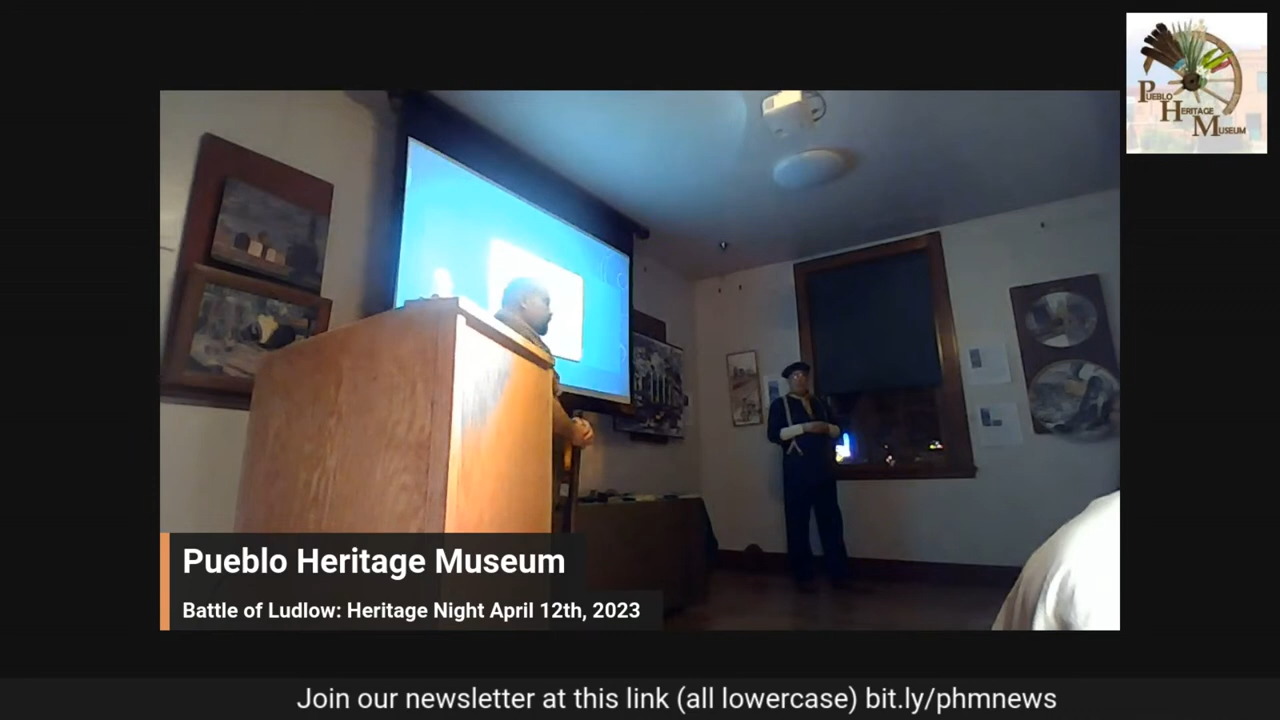 PUEBLO
HERITAGE
MUSEUM
Pueblo Heritage Museum
Battle of Ludlow: Heritage Night April 12th, 2023
Join our newsletter at this link (all lowercase) bit.ly/phmnews